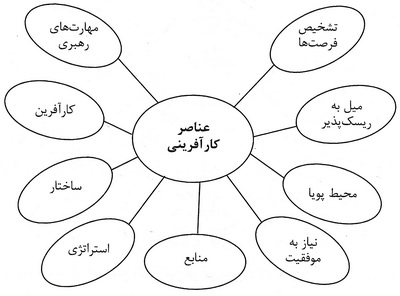 تشخیص
فرصت‌ها
مهارت‌های
رهبری
میل به
ریسک‌پذیر
کارآفرین
عناصر
کارآفرینی
محیط پویا
ساختار
نیاز به
موفقیت
منابع
استراتژی